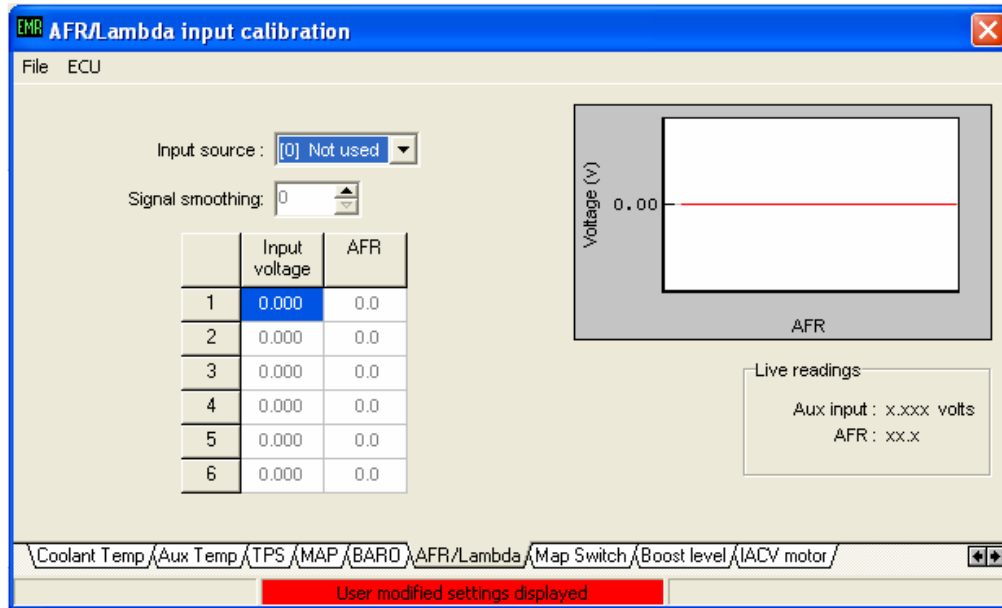 EMR AFR/Lambda input calibration
File ECU
Input source : [0] Not used
Signal smoothing: 0
Input voltage AFR
1 0.000 0.0
2 0.000 0.0
3 0.000 0.0
4 0.000 0.0
5 0.000 0.0
6 0.000 0.0
Voltage (v)
0.00
AFR
Live readings
Aux input : x.xxx volts
AFR : xx.x
Coolant Temp Aux Temp TPS MAP BARO AFR/Lambda Map Switch Boost level IACV motor
User modified settings displayed